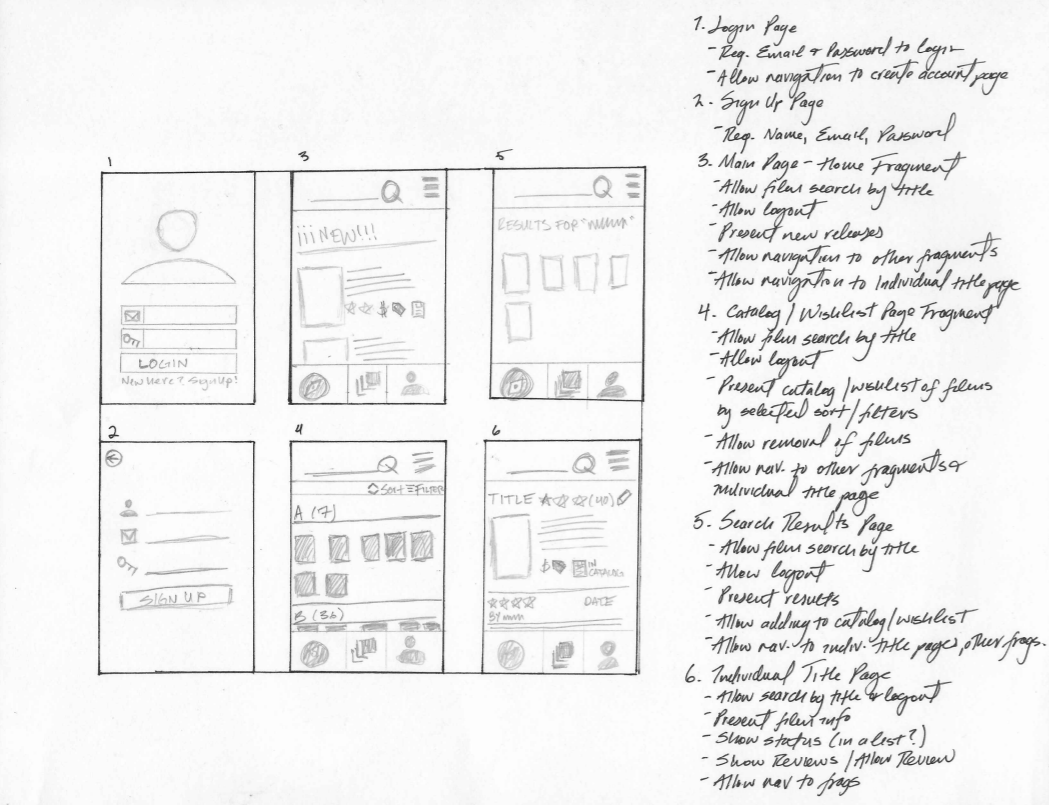 1
3
5
iiiNEW!!!
RESULTS FOR "
LOGIN
New here? Sign Up!
2
4
6
SIGN UP
SORT FILTER
A (7)
B (36)
TITLE (40)
IN
CATALOG
DATE
BY
1. Login Page
- Req. Email & Password to login
- Allow navigation to create account page
2. Sign Up Page
- Req. Name, Email, Password
3. Main Page - Home Fragment
- Allow film search by title
- Allow logout
- Present new releases
- Allow navigation to other fragments
- Allow navigation to Individual title page
4. Catalog / Wishlist Page Fragment
- Allow film search by title
- Allow logout
- Present catalog / wishlist of films
by selected sort / filters
- Allow removal of films
- Allow nav. to other fragments &
individual title page
5. Search Results Page
- Allow film search by title
- Allow logout
- Present results
- Allow adding to catalog / wishlist
- Allow nav. to indiv. title pages, other frags.
6. Individual Title Page
- Allow search by title & logout
- Present film info
- Show status (in a list?)
- Show Reviews / Allow Review
- Allow nav to frags